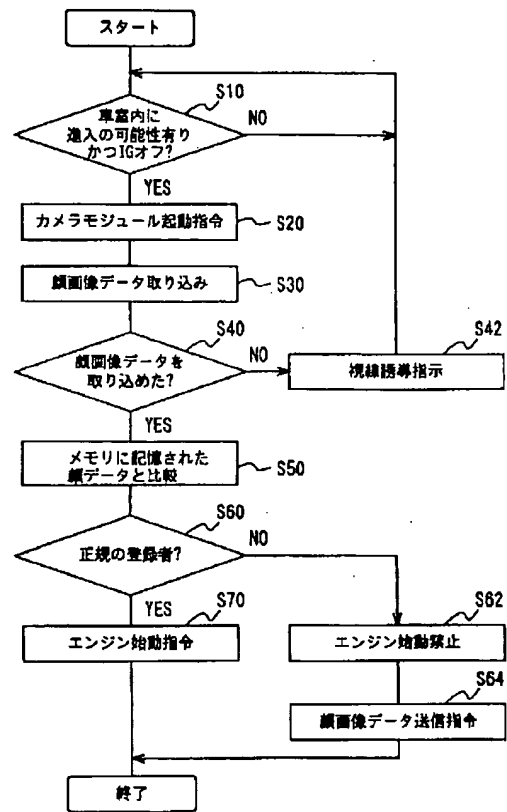 スタート
S10
車室内に
進入の可能性有り
かつIGオフ?
NO
YES
カメラモジュール起動指令
S20
顔画像データ取り込み
S30
S40
顔画像データを
取り込めた?
NO
S42
視線誘導指示
YES
メモリに記憶された
顔データと比較
S50
S60
正規の登録者?
NO
YES
S70
エンジン始動指令
S62
エンジン始動禁止
S64
顔画像データ送信指令
終了